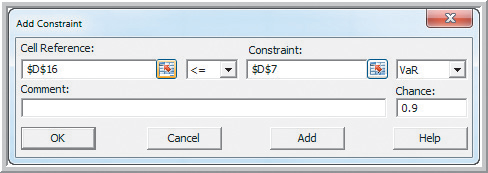 Add Constraint
Cell Reference: Constraint:
$D$16 <= $D$7 VaR
Comment: Chance:
0.9
OK Cancel Add Help